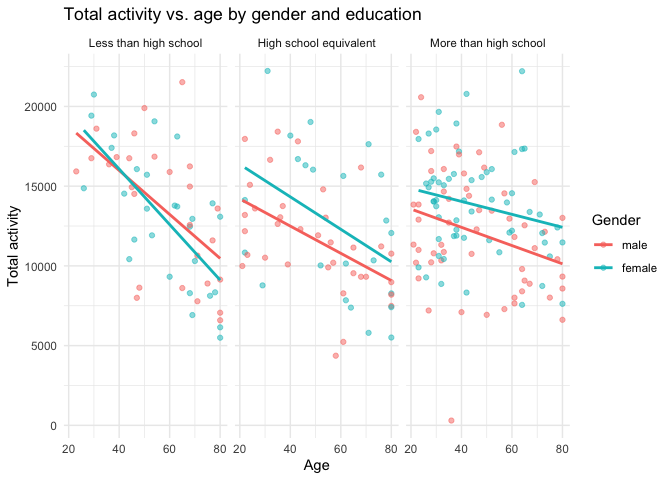 Total activity vs. age by gender and education
Less than high school
High school equivalent
More than high school
Total activity
20000
15000
10000
5000
0
20 40 60 80
20 40 60 80
20 40 60 80
Age
Gender
male
female